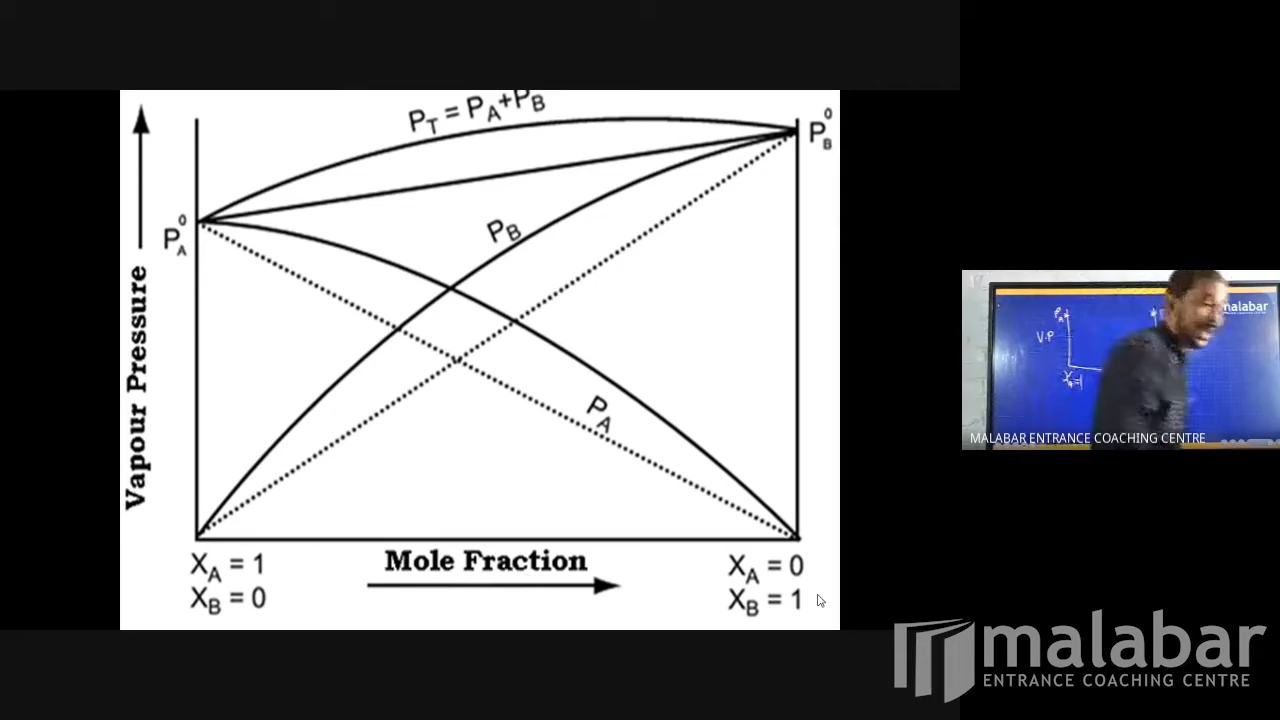 P_T = P_A+P_B
P_B^0
P_A^0
P_B
P_A
Vapour Pressure
X_A = 1
X_B = 0
Mole Fraction
X_A = 0
X_B = 1
P_A
V.P
malabar
MALABAR ENTRANCE COACHING CENTRE
malabar
ENTRANCE COACHING CENTRE